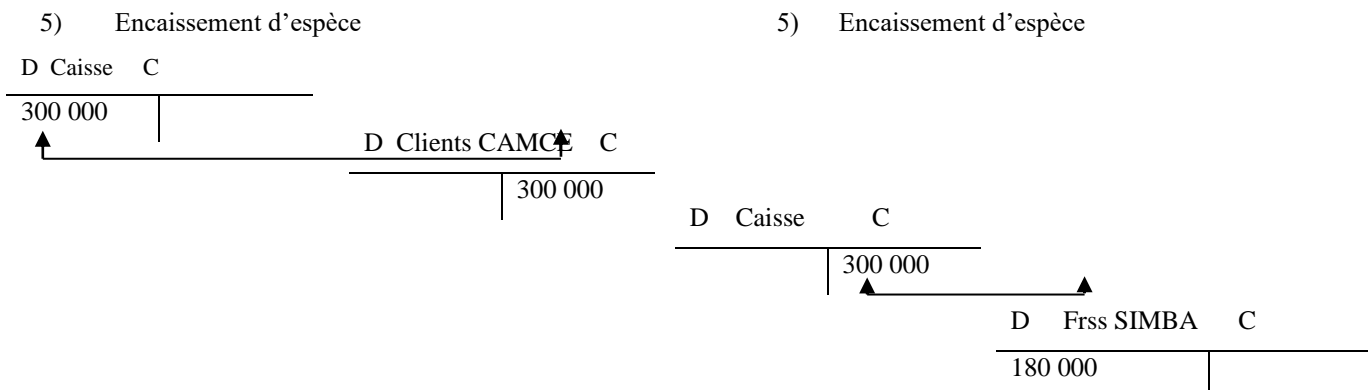 5) Encaissement d’espèce 5) Encaissement d’espèce
D Caisse C
300 000
D Clients CAMCE C
300 000
D Caisse C
300 000
D Frss SIMBA C
180 000